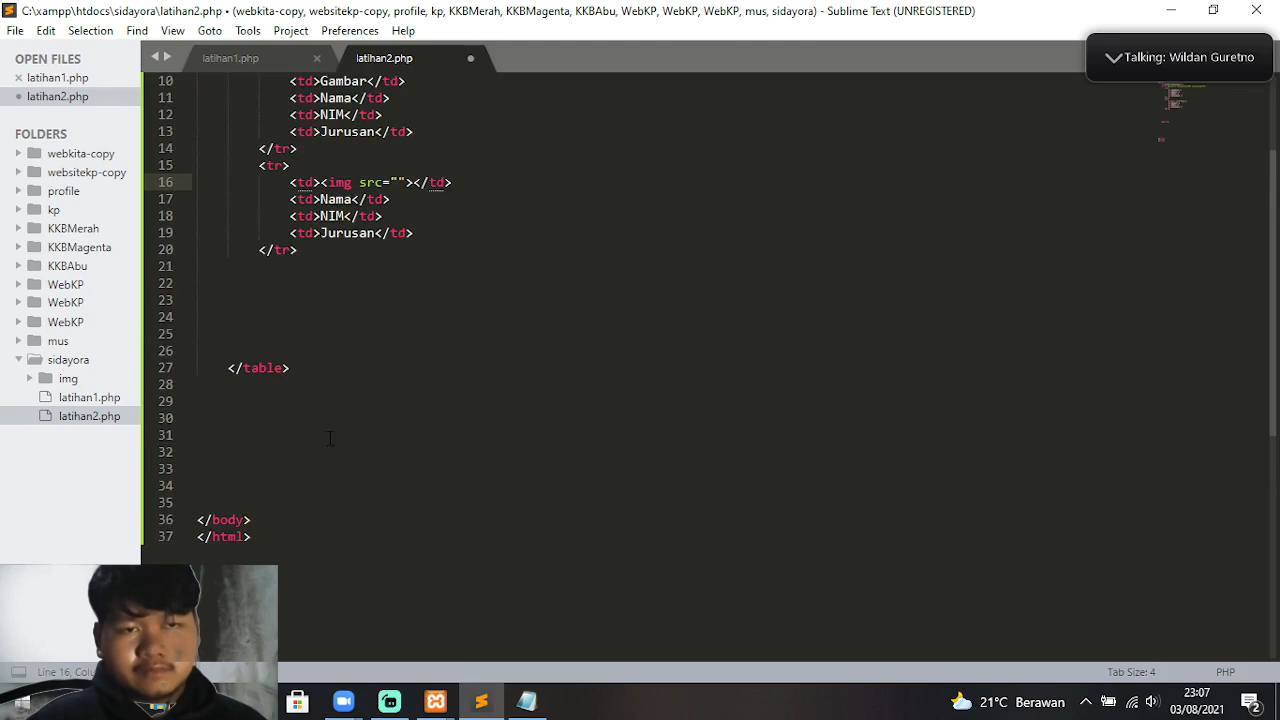 C:\xampp\htdocs\sidayora\latihan2.php • (webkita-copy, websitekp-copy, profile, kp, KKBMerah, KKBMagenta, KKBAbu, WebKP, WebKP, WebKP, mus, sidayora) - Sublime Text (UNREGISTERED)
File Edit Selection Find View Goto Tools Project Preferences Help
Talking: Wildan Guretno
OPEN FILES
latihan1.php
latihan2.php
FOLDERS
webkita-copy
websitekp-copy
profile
kp
KKBMerah
KKBMagenta
KKBAbu
WebKP
WebKP
WebKP
mus
sidayora
img
latihan1.php
latihan2.php
latihan1.php latihan2.php
10 <td>Gambar</td>
11 <td>Nama</td>
12 <td>NIM</td>
13 <td>Jurusan</td>
14 </tr>
15 <tr>
16 <td><img src=""></td>
17 <td>Nama</td>
18 <td>NIM</td>
19 <td>Jurusan</td>
20 </tr>
21
22
23
24
25
26
27 </table>
28
29
30
31
32
33
34
35
36 </body>
37 </html>
Line 16, Colu
Tab Size: 4 PHP
21°C Berawan
23:07
03/08/2021
2